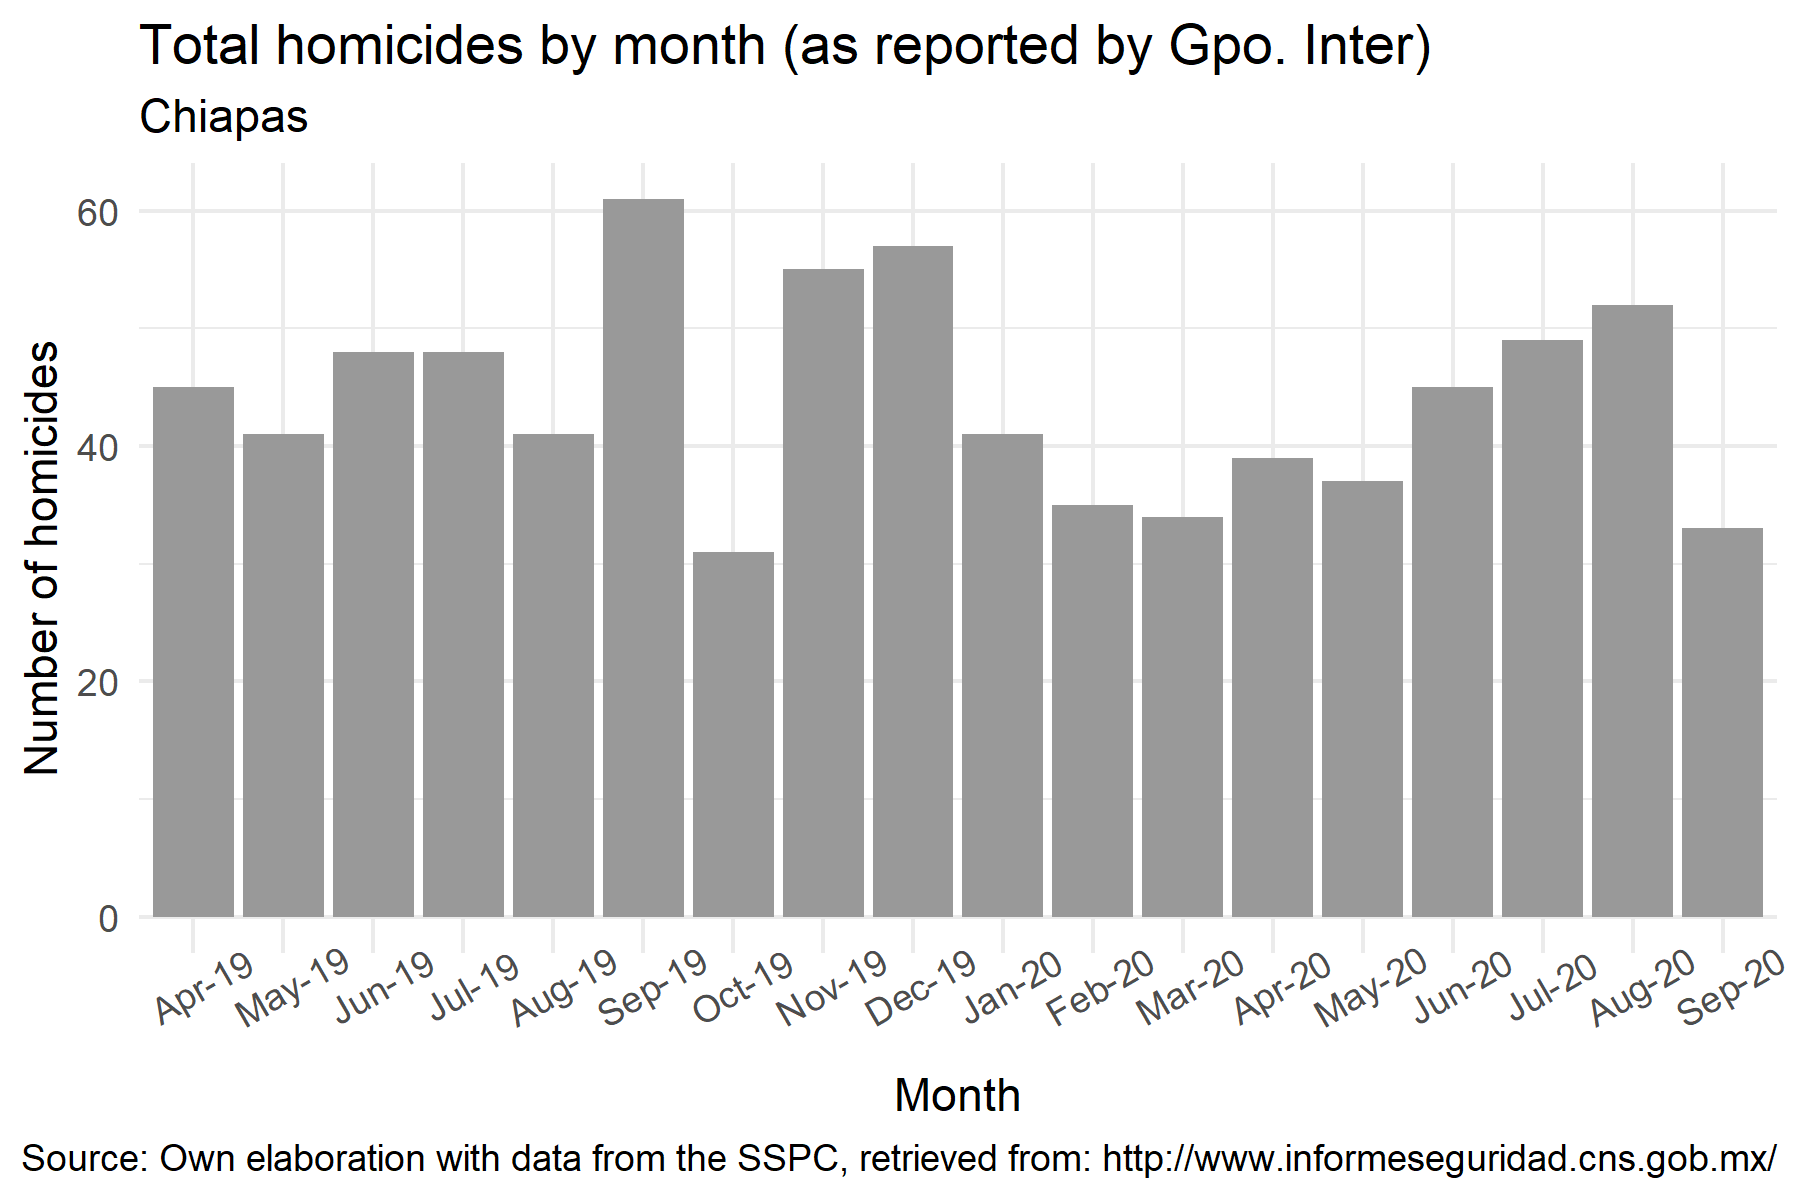 Total homicides by month (as reported by Gpo. Inter)
Chiapas
Number of homicides
60
40
20
0
Apr-19 May-19 Jun-19 Jul-19 Aug-19 Sep-19 Oct-19 Nov-19 Dec-19 Jan-20 Feb-20 Mar-20 Apr-20 May-20 Jun-20 Jul-20 Aug-20 Sep-20
Month
Source: Own elaboration with data from the SSPC, retrieved from: http://www.informeseguridad.cns.gob.mx/